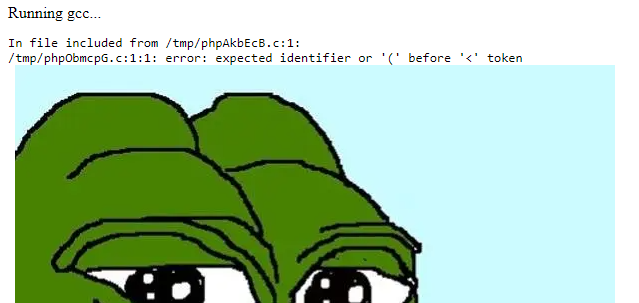 Running gcc...
In file included from /tmp/phpAkbEcB.c:1:
/tmp/phpObmcpG.c:1:1: error: expected identifier or '(' before '<' token